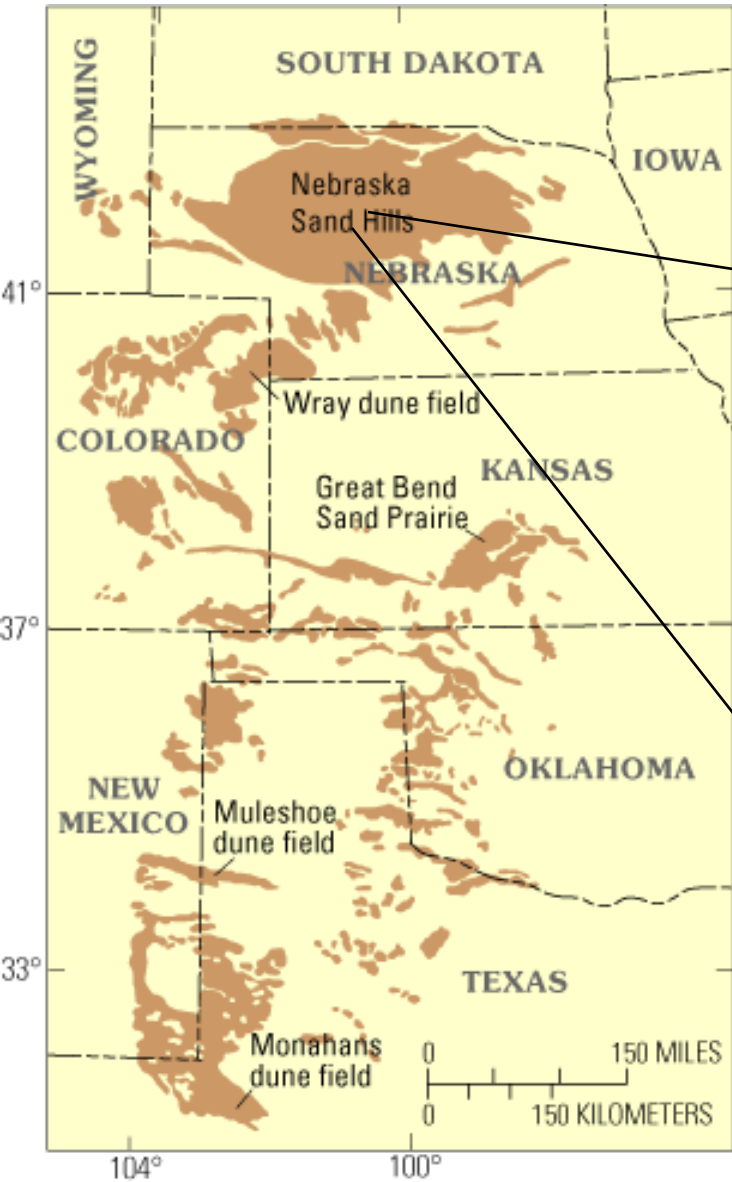 SOUTH DAKOTA
WYOMING
IOWA
Nebraska
Sand Hills
NEBRASKA
41°
Wray dune field
COLORADO
KANSAS
Great Bend
Sand Prairie
37°
OKLAHOMA
NEW
MEXICO
Muleshoe
dune field
33°
TEXAS
Monahans
dune field
0 150 MILES
0 150 KILOMETERS
104° 100°